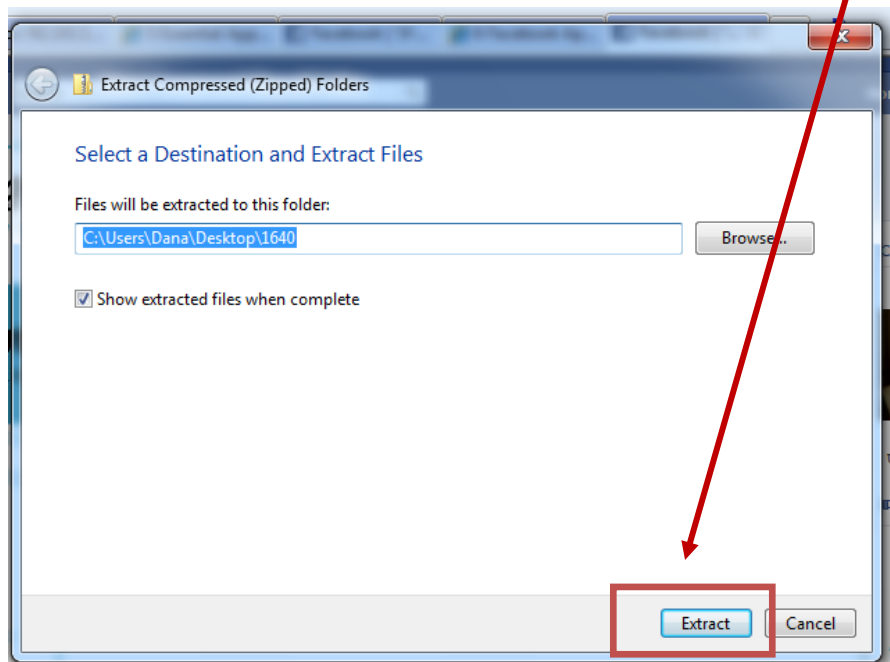 Extract Compressed (Zipped) Folders
Select a Destination and Extract Files
Files will be extracted to this folder:
C:\Users\Dana\Desktop\1640
Browse...
Show extracted files when complete
Extract
Cancel